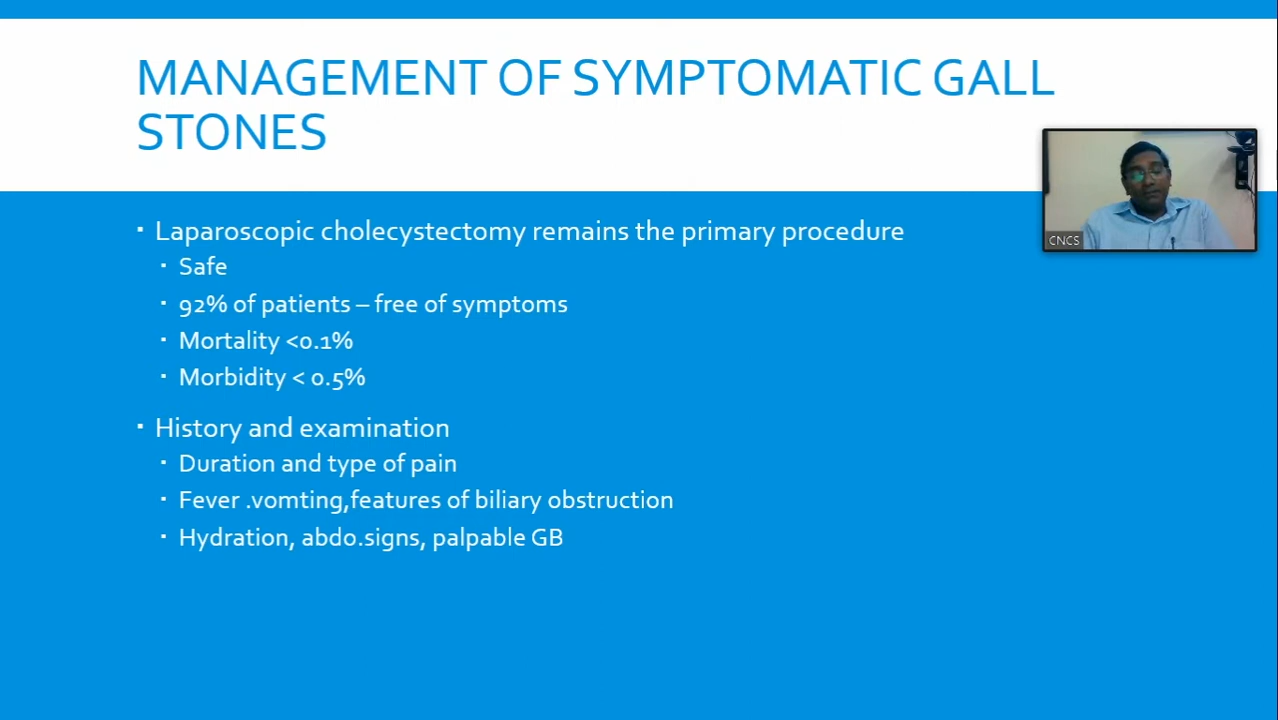 MANAGEMENT OF SYMPTOMATIC GALL
STONES
CNCS
▪ Laparoscopic cholecystectomy remains the primary procedure
▪ Safe
▪ 92% of patients – free of symptoms
▪ Mortality <0.1%
▪ Morbidity < 0.5%
▪ History and examination
▪ Duration and type of pain
▪ Fever .vomting,features of biliary obstruction
▪ Hydration, abdo.signs, palpable GB